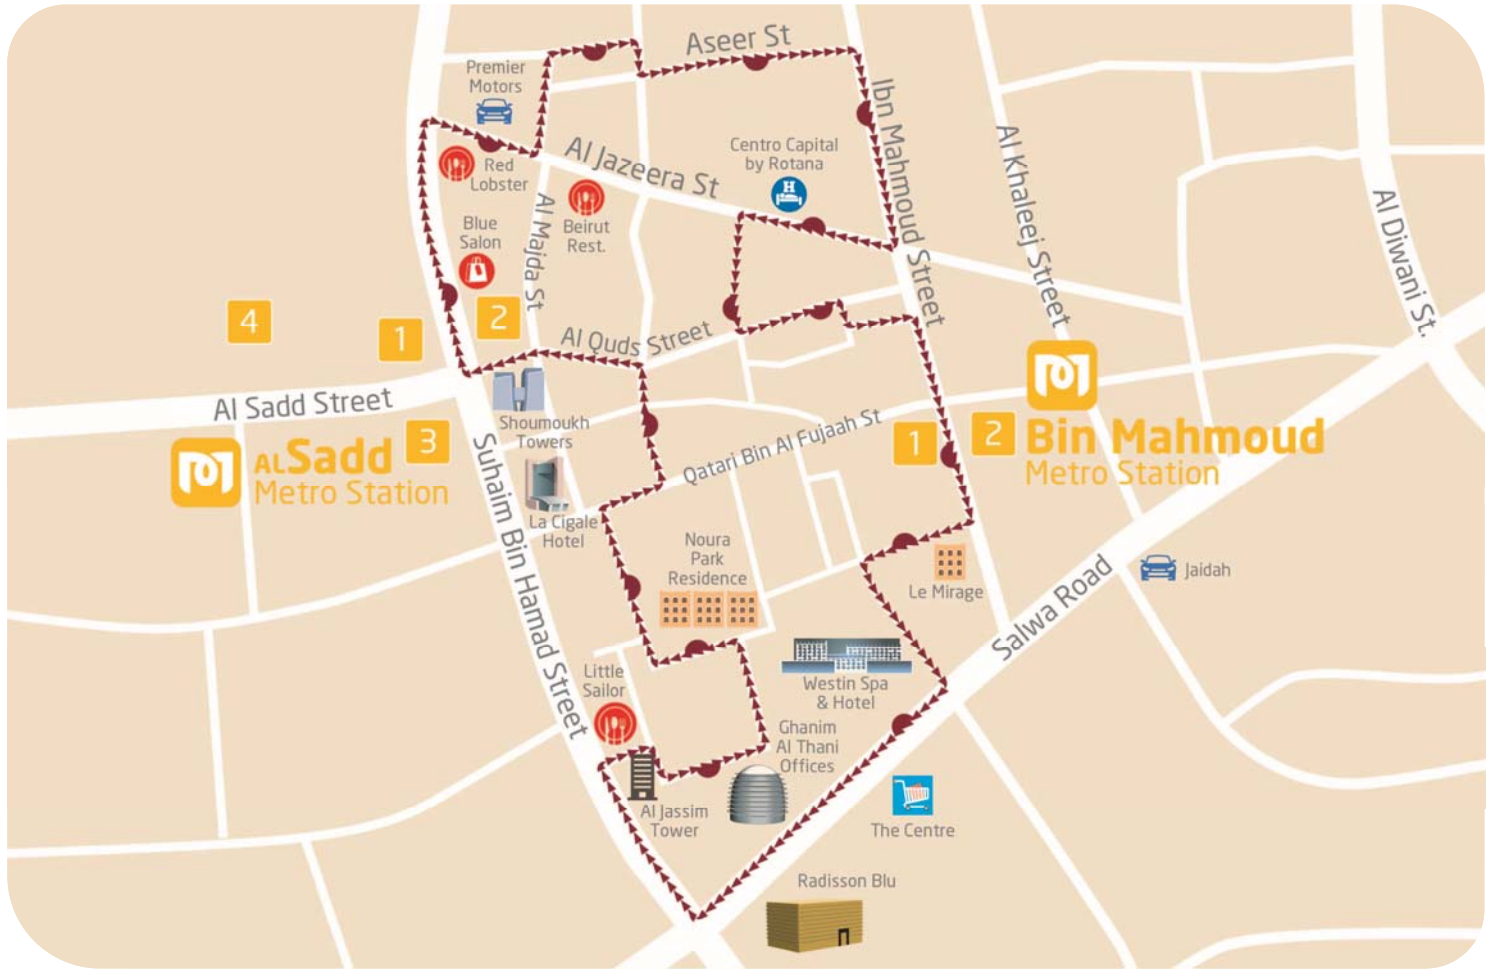 Aseer St
Premier
Motors
Ibn Mahmoud Street
Al Khaleej Street
Al Jazeera St
Centro Capital
by Rotana
H
Red
Lobster
Al Majda St
Beirut
Rest.
Blue
Salon
Al Diwani St.
4
1
2
Al Quds Street
Al Sadd Street
3
AL Sadd
Metro Station
Shoumoukh
Towers
Qatari Bin Al Fujaah St
1
2
Bin Mahmoud
Metro Station
Suhaim Bin Hamad Street
La Cigale
Hotel
Noura
Park
Residence
Le Mirage
Salwa Road
Jaidah
Little
Sailor
Westin Spa
& Hotel
Ghanim
Al Thani
Offices
Al Jassim
Tower
The Centre
Radisson Blu